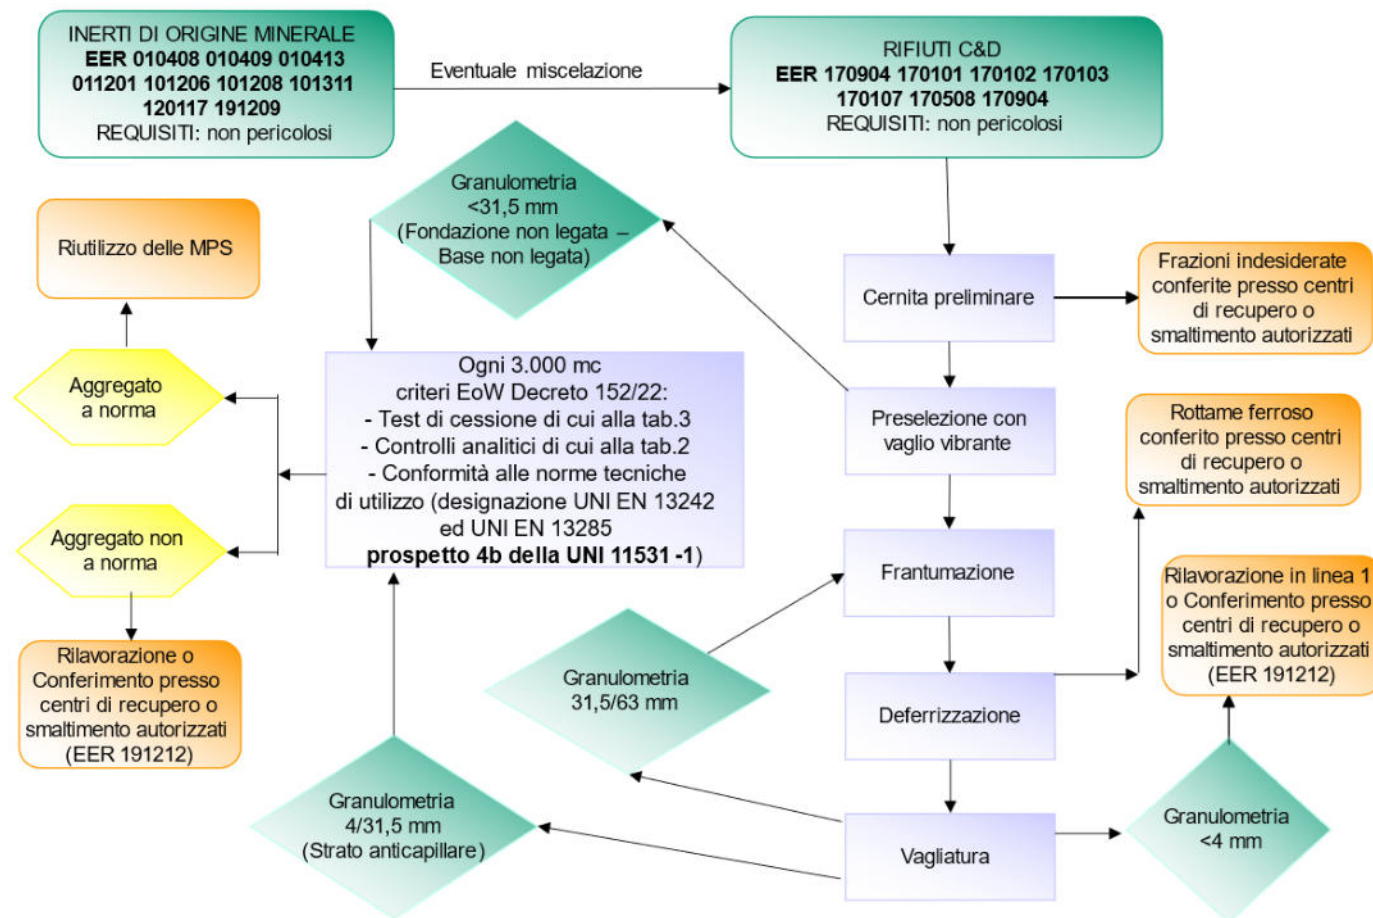 INERTI DI ORIGINE MINERALE
EER 010408 010409 010413
011201 101206 101208 101311
120117 191209
REQUISITI: non pericolosi
Eventuale miscelazione
RIFIUTI C&D
EER 170904 170101 170102 170103
170107 170508 170904
REQUISITI: non pericolosi
Granulometria
<31,5 mm
(Fondazione non legata –
Base non legata)
Riutilizzo delle MPS
Cernita preliminare
Frazioni indesiderate
conferite presso centri
di recupero o
smaltimento autorizzati
Aggregato
a norma
Ogni 3.000 mc
criteri EoW Decreto 152/22:
- Test di cessione di cui alla tab.3
- Controlli analitici di cui alla tab.2
- Conformità alle norme tecniche
di utilizzo (designazione UNI EN 13242
ed UNI EN 13285
prospetto 4b della UNI 11531 -1)
Preselezione con
vaglio vibrante
Rottame ferroso
conferito presso centri
di recupero o
smaltimento autorizzati
Aggregato non
a norma
Frantumazione
Rilavorazione in linea 1
o Conferimento presso
centri di recupero o
smaltimento autorizzati
(EER 191212)
Rilavorazione o
Conferimento presso
centri di recupero o
smaltimento autorizzati
(EER 191212)
Granulometria
31,5/63 mm
Deferrizzazione
Granulometria
4/31,5 mm
(Strato anticapillare)
Vagliatura
Granulometria
<4 mm